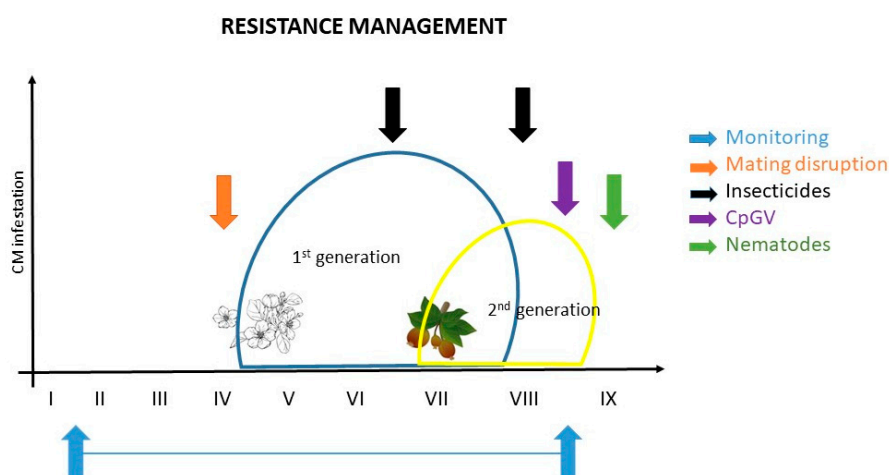 RESISTANCE MANAGEMENT
CM infestation
1st generation
2nd generation
Monitoring
Mating disruption
Insecticides
CpGV
Nematodes
I II III IV V VI VII VIII IX